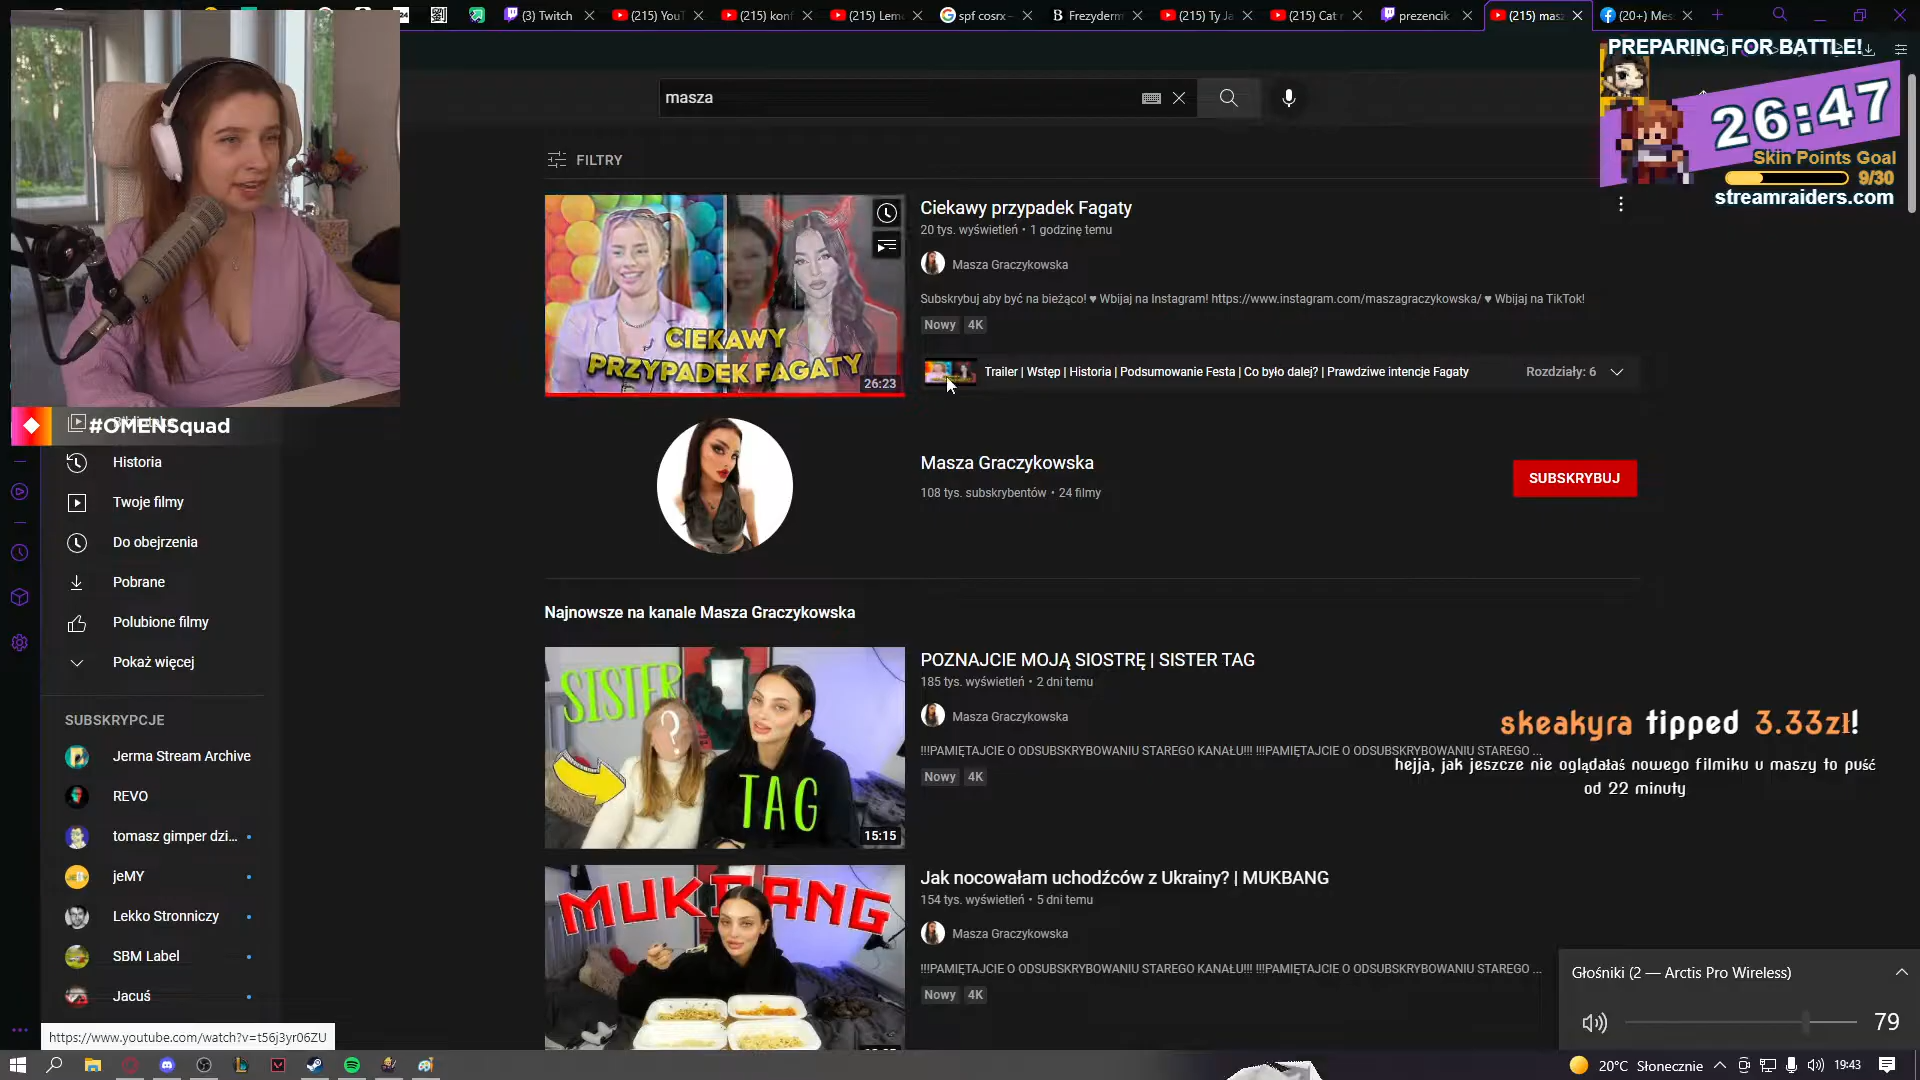 24
(3) Twitch
(215) YouT
(215) konf
(215) Lem
spf cosrx –
B Frezyderm
(215) Ty Ja
(215) Cat r
prezencik
(215) masz
(20+) Mes
PREPARING FOR BATTLE!
26:47
Skin Points Goal
9/30
streamraiders.com
masza
FILTRY
CIEKAWY
PRZYPADEK FAGATY
26:23
Ciekawy przypadek Fagaty
20 tys. wyświetleń • 1 godzinę temu
Masza Graczykowska
Subskrybuj aby być na bieżąco! ♥ Wbijaj na Instagram! https://www.instagram.com/maszagraczykowska/ ♥ Wbijaj na TikTok!
Nowy 4K
Trailer | Wstęp | Historia | Podsumowanie Festa | Co było dalej? | Prawdziwe intencje Fagaty
Rozdziały: 6
#OMENSquad
Historia
Twoje filmy
Do obejrzenia
Pobrane
Polubione filmy
Pokaż więcej
SUBSKRYPCJE
Jerma Stream Archive
REVO
tomasz gimper dzi...
jeMY
Lekko Stronniczy
SBM Label
Jacuś
Masza Graczykowska
108 tys. subskrybentów • 24 filmy
SUBSKRYBUJ
Najnowsze na kanale Masza Graczykowska
SISTER
?
TAG
15:15
POZNAJCIE MOJĄ SIOSTRĘ | SISTER TAG
185 tys. wyświetleń • 2 dni temu
Masza Graczykowska
!!!PAMIĘTAJCIE O ODSUBSKRYBOWANIU STAREGO KANAŁU!!! !!!PAMIĘTAJCIE O ODSUBSKRYBOWANIU STAREGO ...
Nowy 4K
skeakyra tipped 3.33zł!
hejja, jak jeszcze nie oglądałaś nowego filmiku u maszy to puść
od 22 minuty
MUKBANG
Jak nocowałam uchodźców z Ukrainy? | MUKBANG
154 tys. wyświetleń • 5 dni temu
Masza Graczykowska
!!!PAMIĘTAJCIE O ODSUBSKRYBOWANIU STAREGO KANAŁU!!! !!!PAMIĘTAJCIE O ODSUBSKRYBOWANIU STAREGO ...
Nowy 4K
Głośniki (2 — Arctis Pro Wireless)
79
https://www.youtube.com/watch?v=t56j3yr06ZU
20°C Słonecznie
19:43